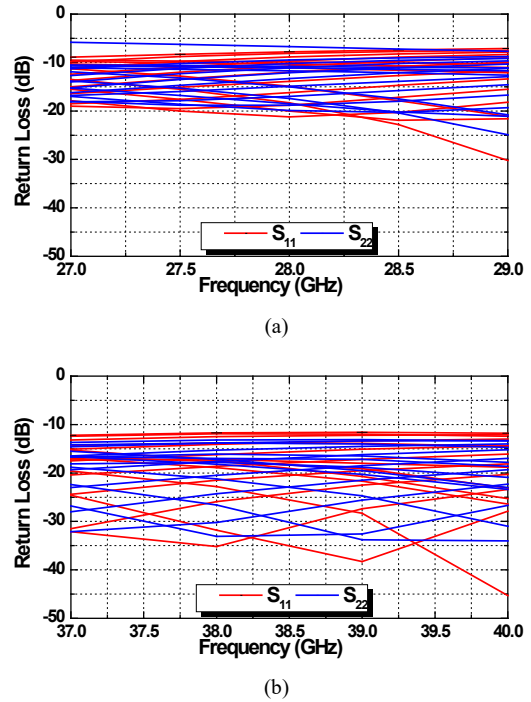 0
-10
-20
-30
-40
-50
Return Loss (dB)
S11 S22
27.0 27.5 28.0 28.5 29.0
Frequency (GHz)
(a)
0
-10
-20
-30
-40
-50
Return Loss (dB)
S11 S22
37.0 37.5 38.0 38.5 39.0 39.5 40.0
Frequency (GHz)
(b)